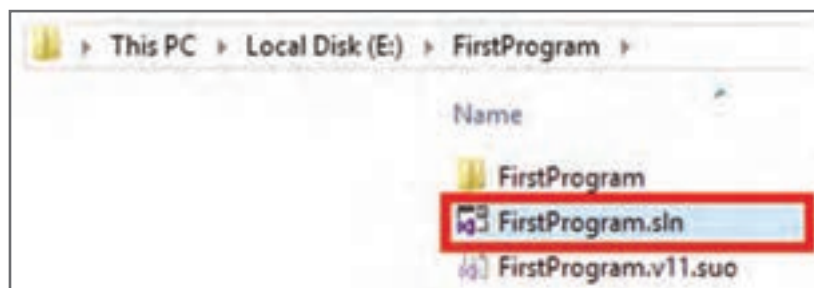 This PC Local Disk (E:) FirstProgram
Name
FirstProgram
FirstProgram.sln
FirstProgram.v11.suo